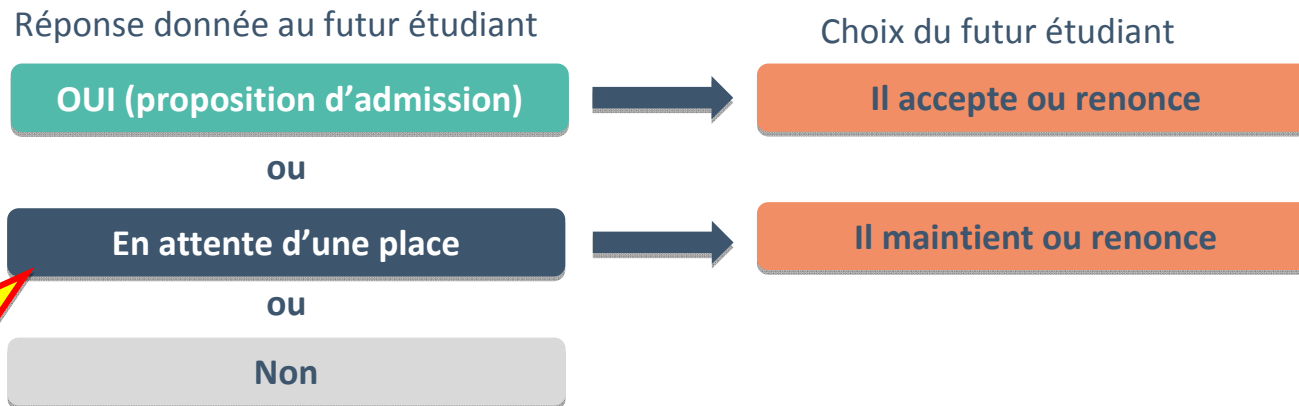 Réponse donnée au futur étudiant
Choix du futur étudiant
OUI (proposition d’admission)
Il accepte ou renonce
ou
En attente d’une place
Il maintient ou renonce
ou
Non